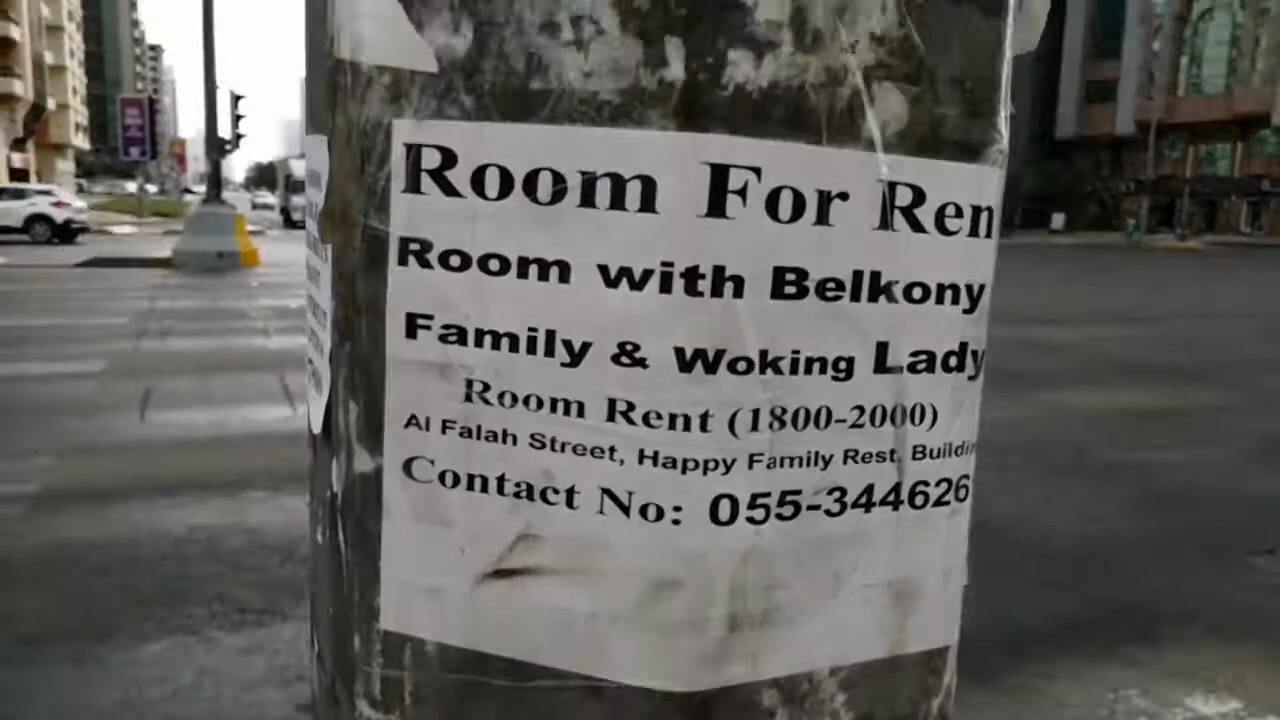 Room For Ren
Room with Belkony
Family & Woking Lady
Room Rent (1800-2000)
Al Falah Street, Happy Family Rest. Buildin
Contact No: 055-344626